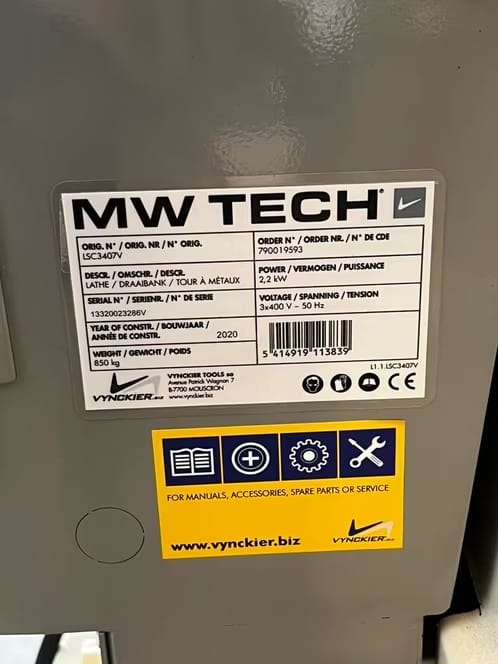 MW TECH®
ORIG. N° / ORIG. NR / N° ORIG.
LSC3407V
ORDER N° / ORDER NR. / N° DE CDE
790019593
DESCR. / OMSCHR. / DESCR.
LATHE / DRAAIBANK / TOUR À MÉTAUX
POWER / VERMOGEN / PUISSANCE
2,2 kW
SERIAL N° / SERIENR. / N° DE SERIE
13320023286V
VOLTAGE / SPANNING / TENSION
3x400 V – 50 Hz
YEAR OF CONSTR. / BOUWJAAR /
ANNÉE DE CONSTR.
2020
WEIGHT / GEWICHT / POIDS
850 kg
5 414919 113839
L1.1.LSC3407V
VYNCKIER.BIZ
VYNCKIER TOOLS sa
Avenue Patrick Wagnon 7
B-7700 MOUSCRON
www.vynckier.biz
CE
FOR MANUALS, ACCESSORIES, SPARE PARTS OR SERVICE
www.vynckier.biz
VYNCKIER.BIZ